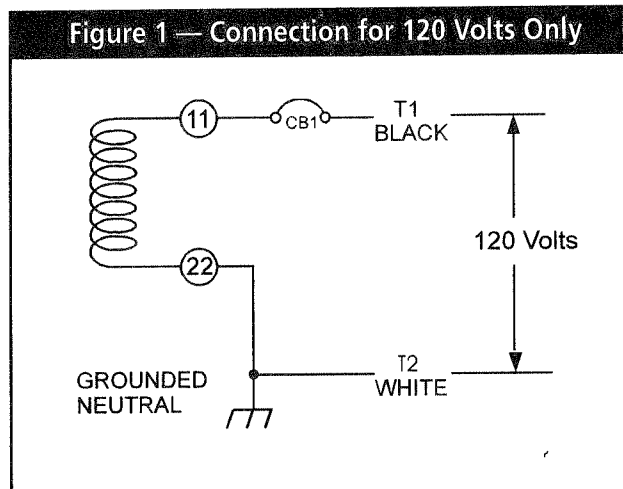 Figure 1 — Connection for 120 Volts Only
11
CB1
T1
BLACK
120 Volts
22
T2
WHITE
GROUNDED
NEUTRAL